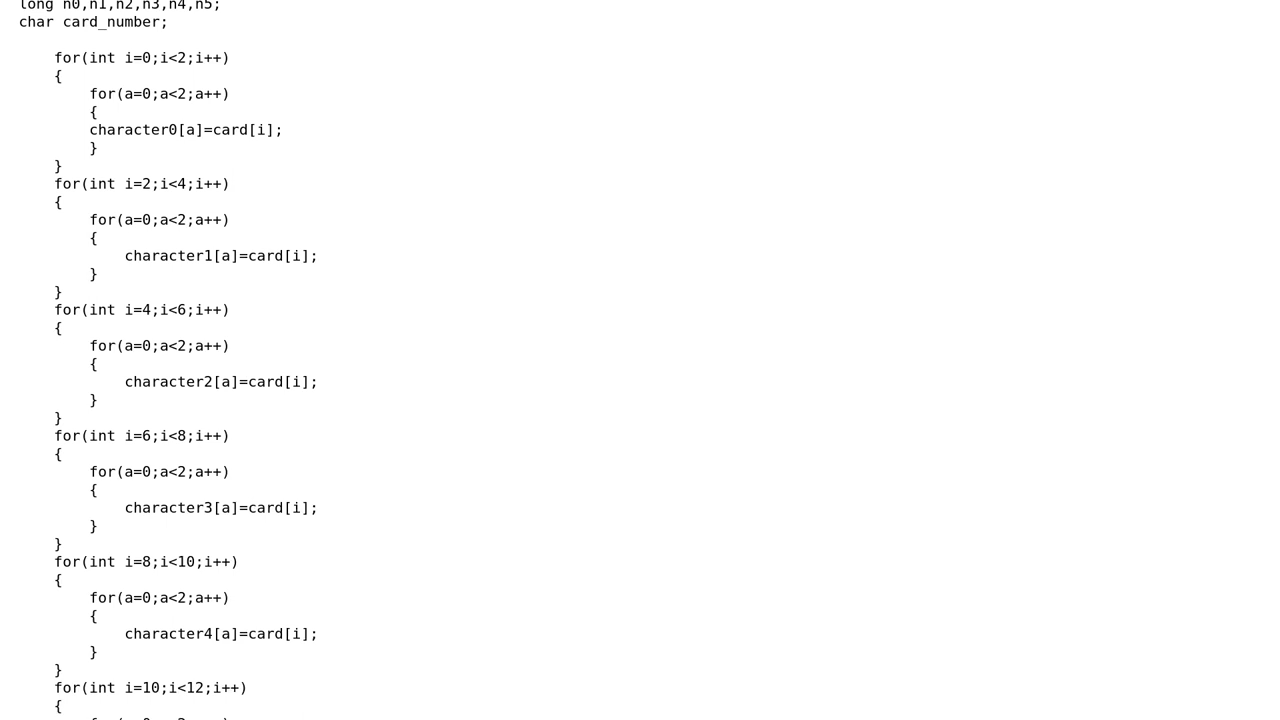 long n0,n1,n2,n3,n4,n5;
char card_number;
for(int i=0;i<2;i++)
{
for(a=0;a<2;a++)
{
character0[a]=card[i];
}
}
for(int i=2;i<4;i++)
{
for(a=0;a<2;a++)
{
character1[a]=card[i];
}
}
for(int i=4;i<6;i++)
{
for(a=0;a<2;a++)
{
character2[a]=card[i];
}
}
for(int i=6;i<8;i++)
{
for(a=0;a<2;a++)
{
character3[a]=card[i];
}
}
for(int i=8;i<10;i++)
{
for(a=0;a<2;a++)
{
character4[a]=card[i];
}
}
for(int i=10;i<12;i++)
{